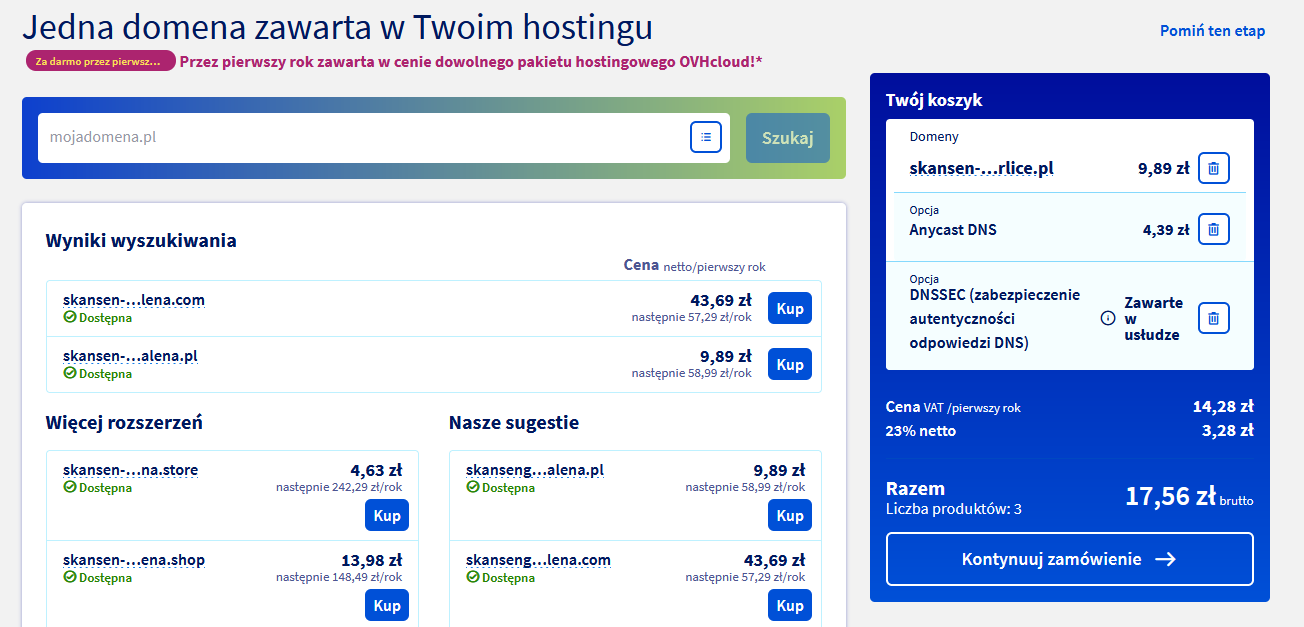 Jedna domena zawarta w Twoim hostingu
Pomiń ten etap
Za darmo przez pierwsz... Przez pierwszy rok zawarta w cenie dowolnego pakietu hostingowego OVHcloud!*
mojadomena.pl
Szukaj
Wyniki wyszukiwania
Cena netto/pierwszy rok
skansen-...lena.com 43,69 zł
Dostępna następnie 57,29 zł/rok
Kup
skansen-...alena.pl 9,89 zł
Dostępna następnie 58,99 zł/rok
Kup
Więcej rozszerzeń
skansen-...na.store 4,63 zł
Dostępna następnie 242,29 zł/rok
Kup
skansen-...ena.shop 13,98 zł
Dostępna następnie 148,49 zł/rok
Kup
Nasze sugestie
skanseng...alena.pl 9,89 zł
Dostępna następnie 58,99 zł/rok
Kup
skanseng...lena.com 43,69 zł
Dostępna następnie 57,29 zł/rok
Kup
Twój koszyk
Domeny
skansen-...rlice.pl 9,89 zł
Opcja
Anycast DNS 4,39 zł
Opcja
DNSSEC (zabezpieczenie
autentyczności
odpowiedzi DNS)
Zawarte
w
usłudze
Cena VAT /pierwszy rok 14,28 zł
23% netto 3,28 zł
Razem
Liczba produktów: 3
17,56 zł brutto
Kontynuuj zamówienie →